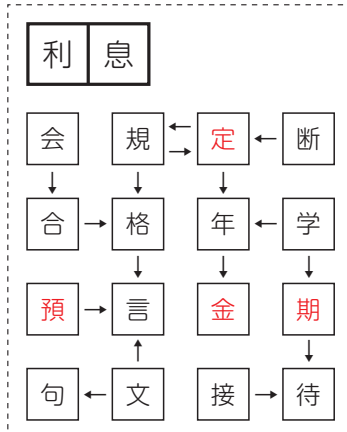 利息
会 規 定 断
合 格 年 学
預 言 金 期
句 文 接 待